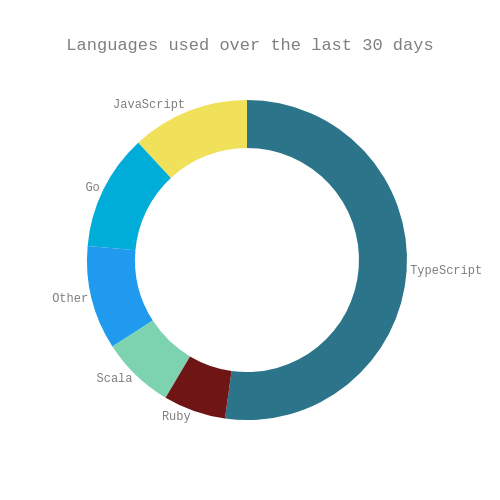 Languages used over the last 30 days
JavaScript
Go
TypeScript
Other
Scala
Ruby